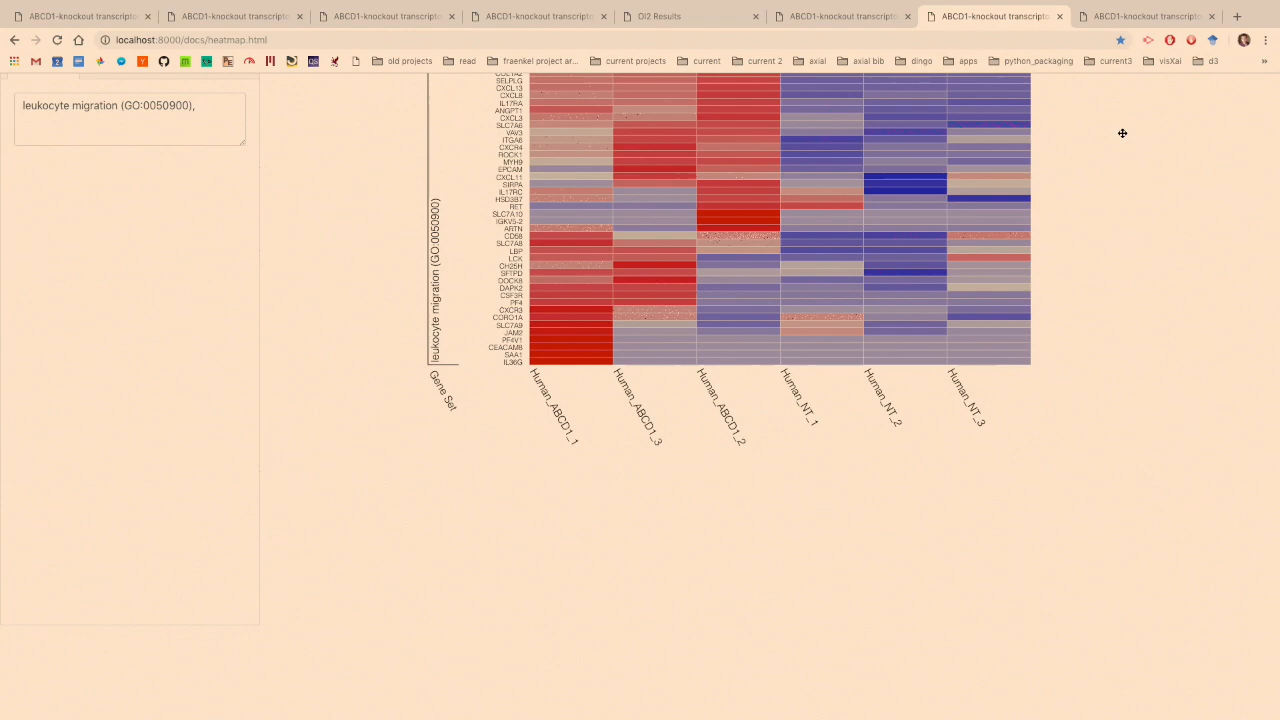 ABCD1-knockout transcripto
ABCD1-knockout transcripto
ABCD1-knockout transcripto
ABCD1-knockout transcripto
OI2 Results
ABCD1-knockout transcripto
ABCD1-knockout transcripto
ABCD1-knockout transcripto
localhost:8000/docs/heatmap.html
old projects
read
fraenkel project ar...
current projects
current
current 2
axial
axial bib
dingo
apps
python_packaging
current3
visXai
d3
leukocyte migration (GO:0050900),
SELPLG
CXCL13
CXCL8
IL17RA
ANGPT1
CXCL3
SLC7A6
VAV3
ITGA6
CXCR4
ROCK1
MYH9
EPCAM
CXCL11
SIRPA
IL17RC
HSD3B7
RET
SLC7A10
IGKV5-2
ARTN
CD58
SLC7A8
LBP
LCK
CH25H
SFTPD
DOCK8
DAPK2
CSF3R
PF4
CXCR3
CORO1A
SLC7A9
JAM2
PF4V1
CEACAM8
SAA1
IL36G
leukocyte migration (GO:0050900)
Gene Set
Human_ABCD1_1
Human_ABCD1_3
Human_ABCD1_2
Human_NT_1
Human_NT_2
Human_NT_3